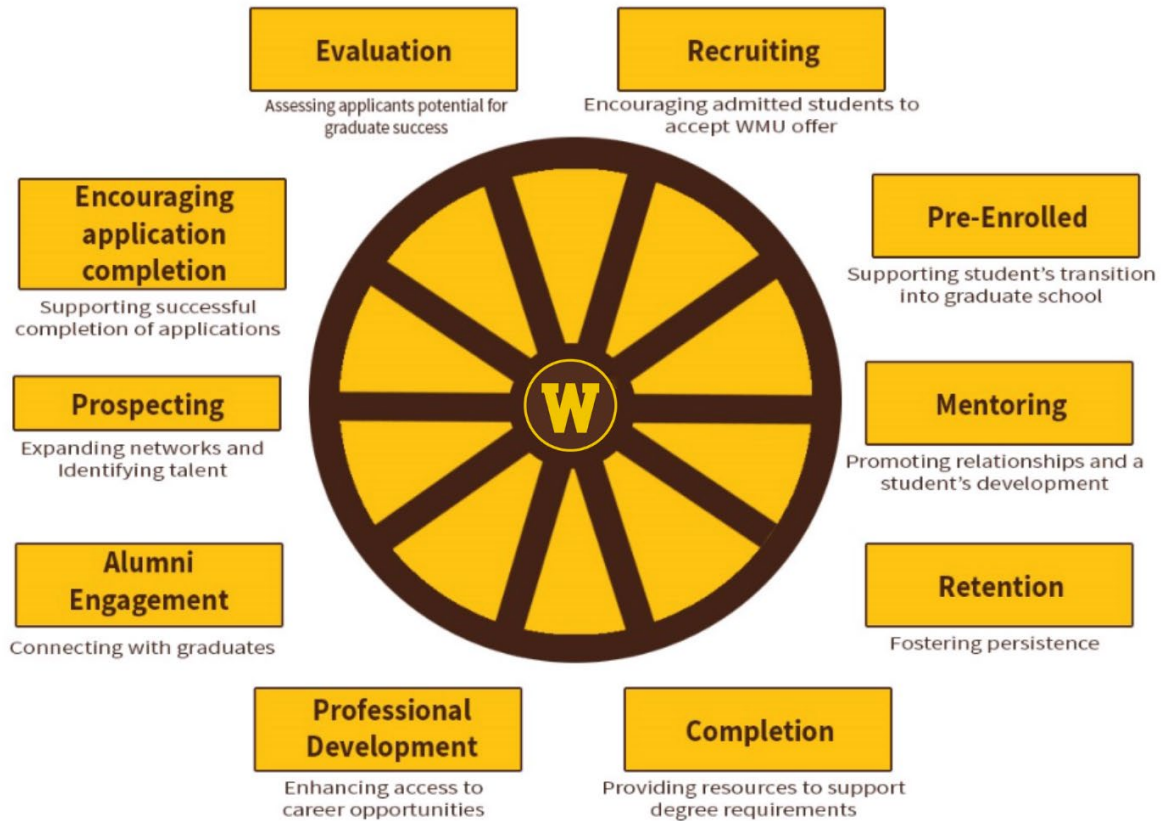 Evaluation
Assessing applicants potential for
graduate success
Recruiting
Encouraging admitted students to
accept WMU offer
Encouraging
application
completion
Supporting successful
completion of applications
Pre-Enrolled
Supporting student's transition
into graduate school
Prospecting
Expanding networks and
Identifying talent
W
Mentoring
Promoting relationships and a
student's development
Alumni
Engagement
Connecting with graduates
Retention
Fostering persistence
Professional
Development
Enhancing access to
career opportunities
Completion
Providing resources to support
degree requirements